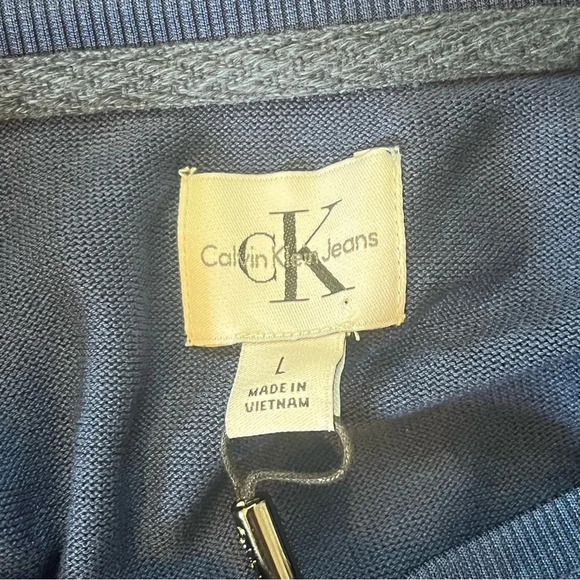 CK
Calvin Klein Jeans
L
MADE IN
VIETNAM